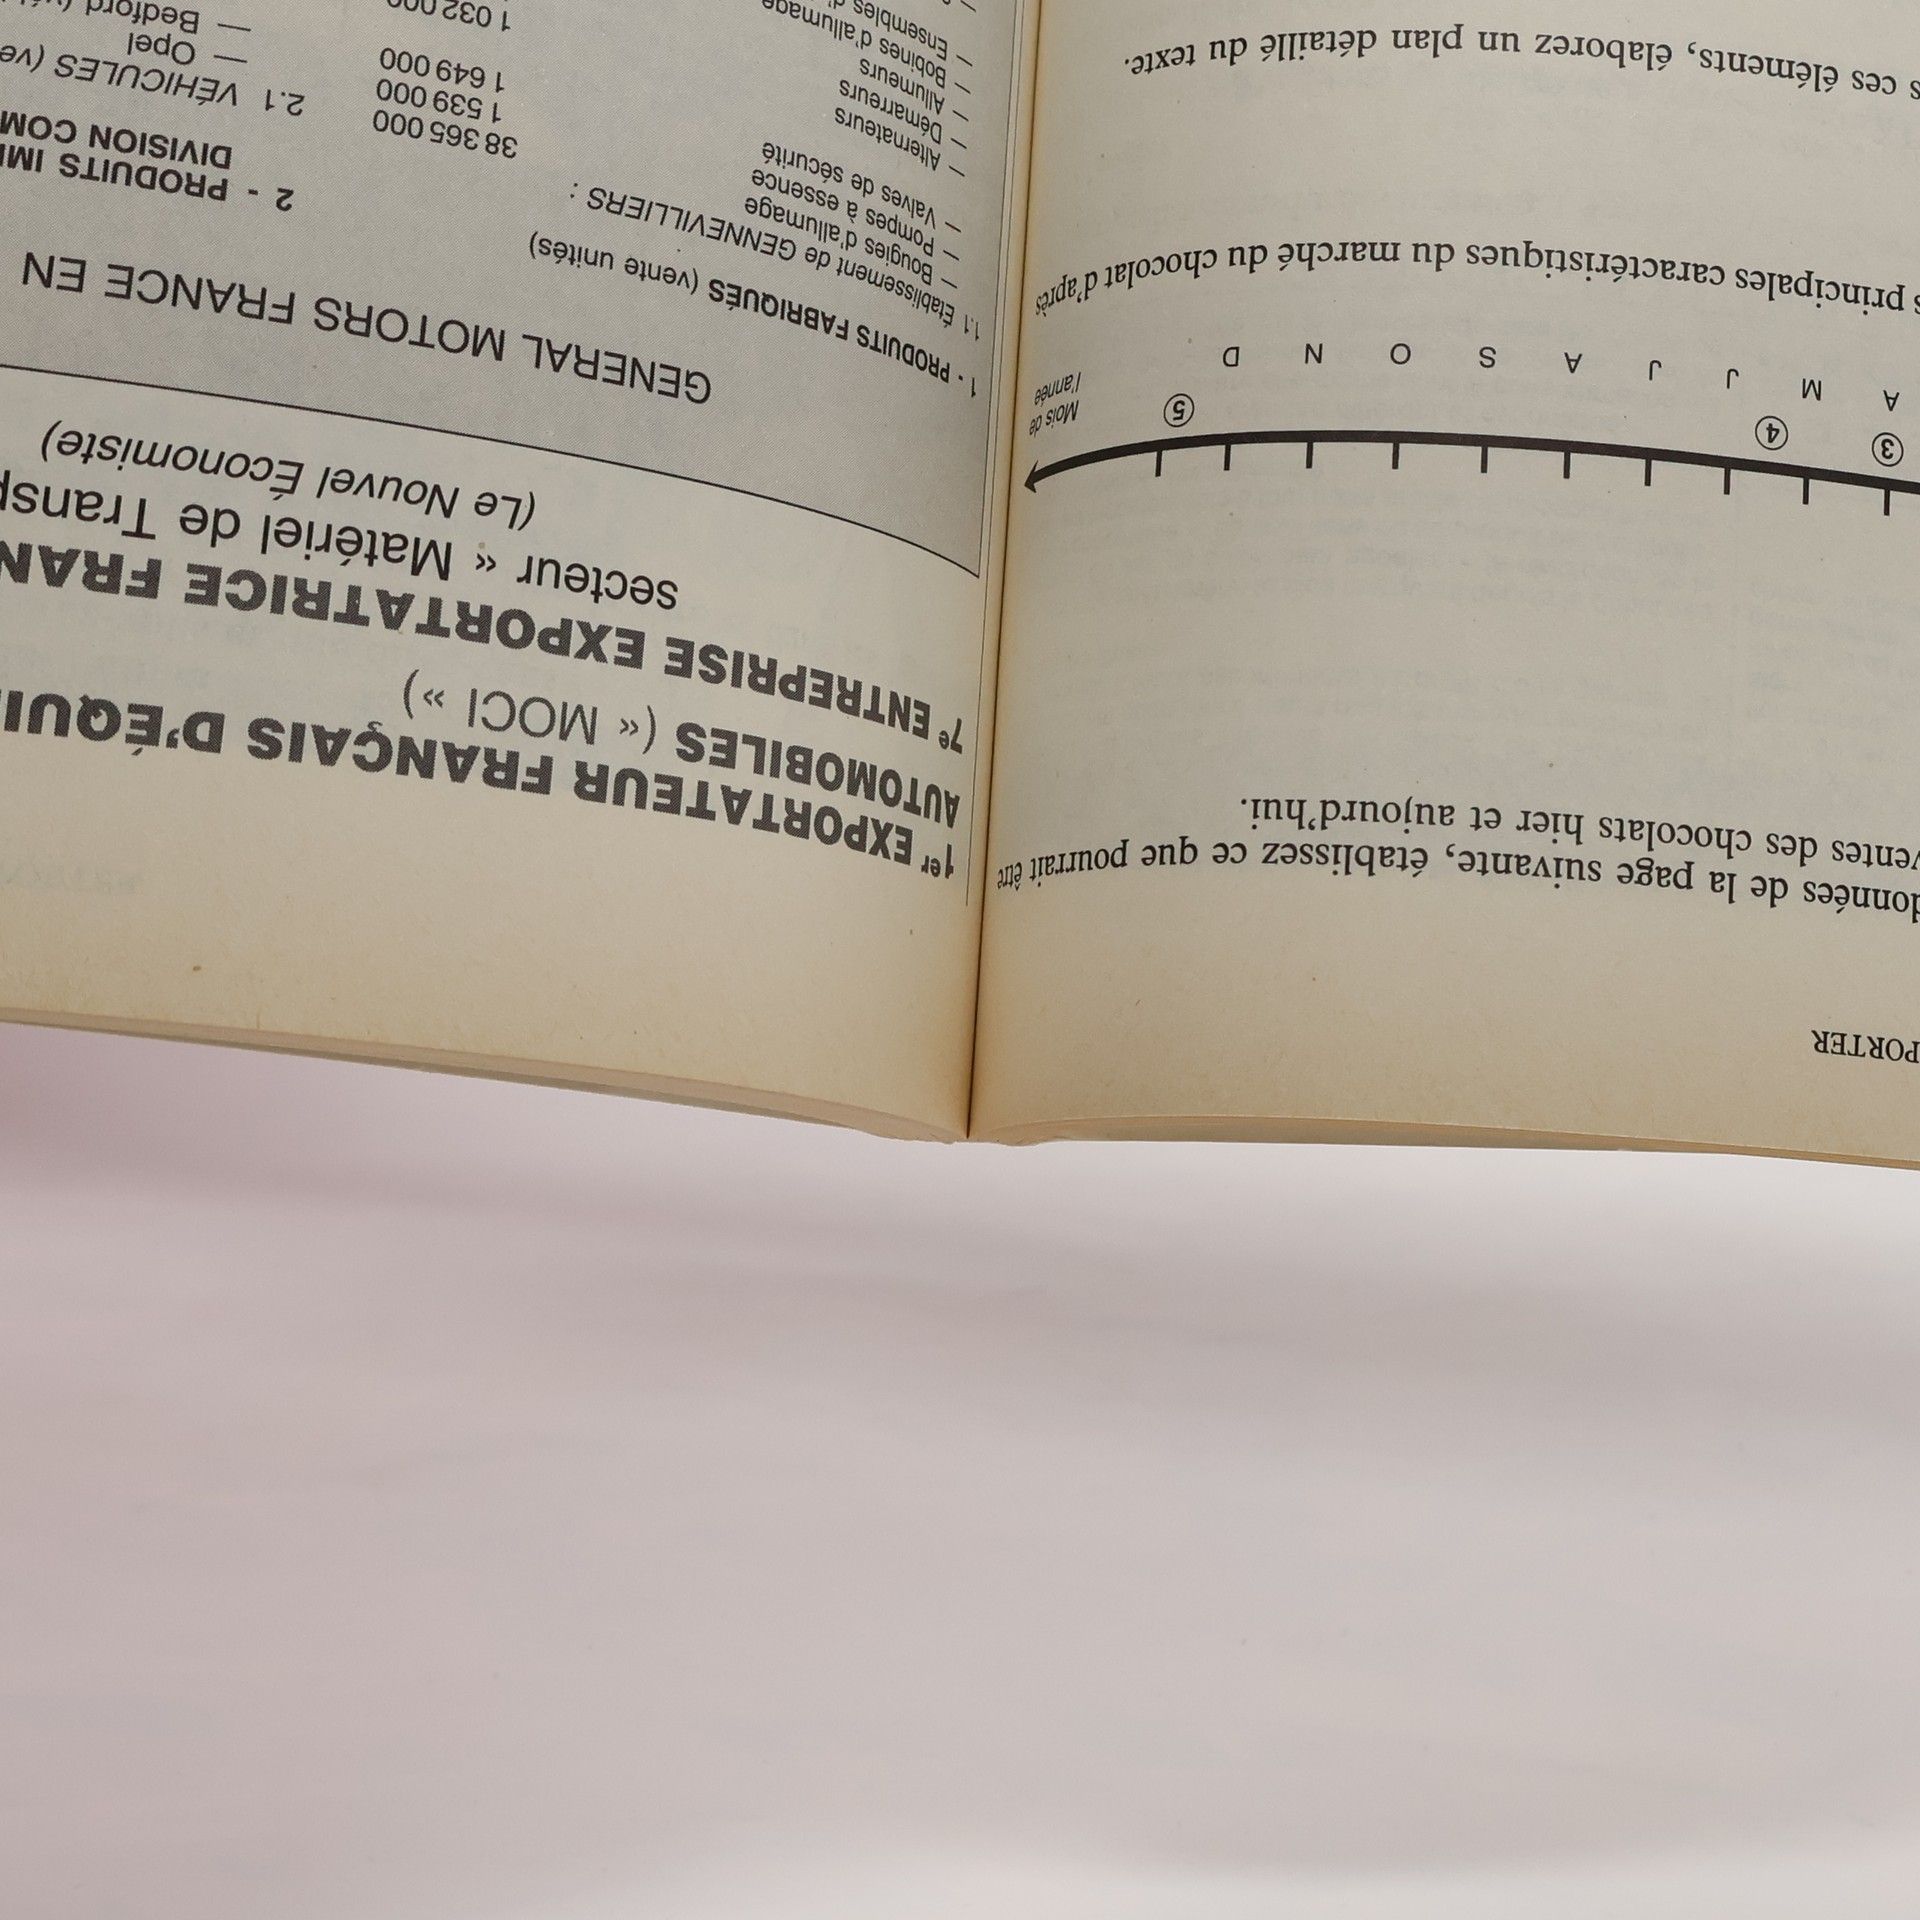 PORTER
données de la page suivante, établissez ce que pourrait être
ventes des chocolats hier et aujourd'hui.
③ ④ ⑤
Mois de
l'année
A M J J A S O N D
principales caractéristiques du marché du chocolat d'après
ces éléments, élaborez un plan détaillé du texte.
1er EXPORTATEUR FRANÇAIS D'ÉQUI
AUTOMOBILES (« MOCI »)
7e ENTREPRISE EXPORTATRICE FRAN
secteur « Matériel de Transp
(Le Nouvel Économiste)
GENERAL MOTORS FRANCE EN
1 - PRODUITS FABRIQUÉS (vente unités)
1.1 Établissement de GENNEVILLIERS :
— Bougies d'allumage 38 365 000
— Pompes à essence 1 539 000
— Valves de sécurité 1 649 000
— Alternateurs 1 032 000
— Démarreurs
— Allumeurs
— Bobines d'allumage
— Ensembles
2 - PRODUITS IM
DIVISION COM
2.1 VÉHICULES (ve
— Opel
— Bedford